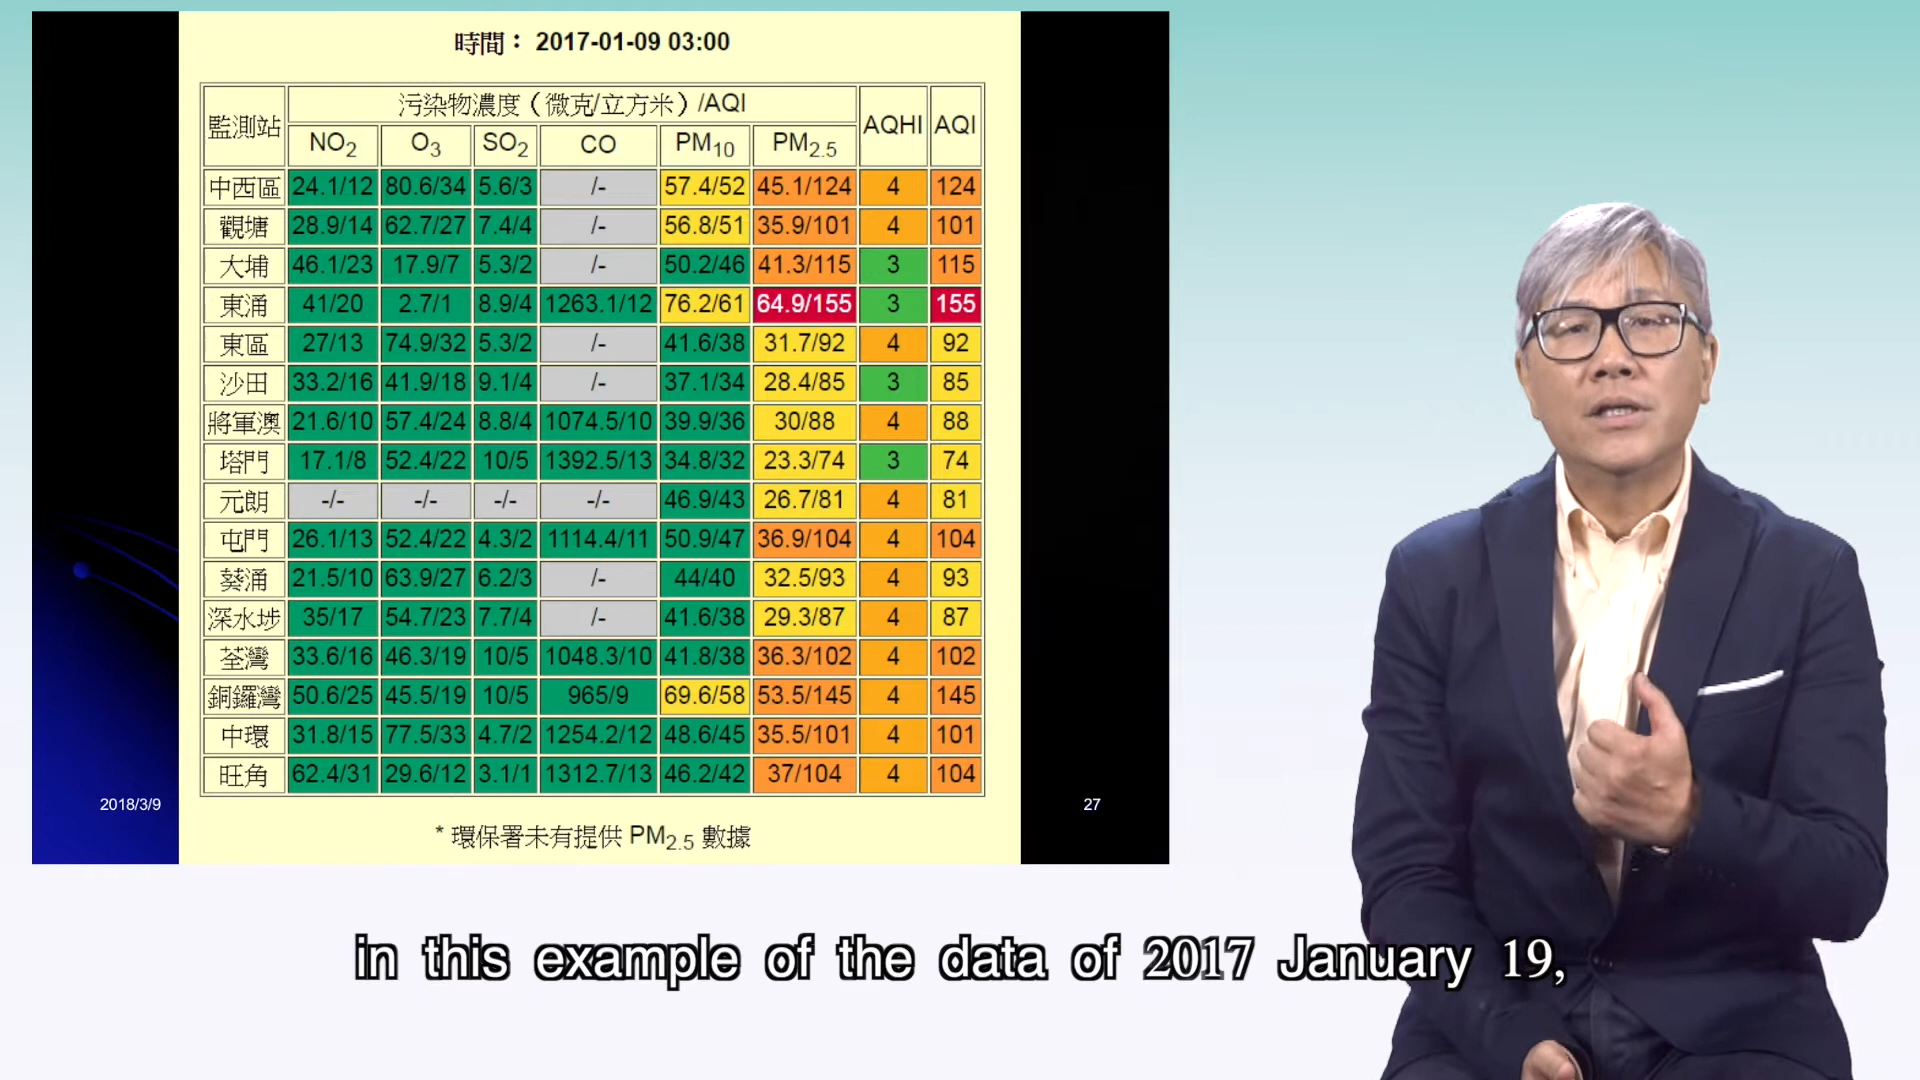 時間： 2017-01-09 03:00
監測站 污染物濃度（微克/立方米）/AQI AQHI AQI
NO2 O3 SO2 CO PM10 PM2.5
中西區 24.1/12 80.6/34 5.6/3 /- 57.4/52 45.1/124 4 124
觀塘 28.9/14 62.7/27 7.4/4 /- 56.8/51 35.9/101 4 101
大埔 46.1/23 17.9/7 5.3/2 /- 50.2/46 41.3/115 3 115
東涌 41/20 2.7/1 8.9/4 1263.1/12 76.2/61 64.9/155 3 155
東區 27/13 74.9/32 5.3/2 /- 41.6/38 31.7/92 4 92
沙田 33.2/16 41.9/18 9.1/4 /- 37.1/34 28.4/85 3 85
將軍澳 21.6/10 57.4/24 8.8/4 1074.5/10 39.9/36 30/88 4 88
塔門 17.1/8 52.4/22 10/5 1392.5/13 34.8/32 23.3/74 3 74
元朗 -/- -/- -/- -/- 46.9/43 26.7/81 4 81
屯門 26.1/13 52.4/22 4.3/2 1114.4/11 50.9/47 36.9/104 4 104
葵涌 21.5/10 63.9/27 6.2/3 /- 44/40 32.5/93 4 93
深水埗 35/17 54.7/23 7.7/4 /- 41.6/38 29.3/87 4 87
荃灣 33.6/16 46.3/19 10/5 1048.3/10 41.8/38 36.3/102 4 102
銅鑼灣 50.6/25 45.5/19 10/5 965/9 69.6/58 53.5/145 4 145
中環 31.8/15 77.5/33 4.7/2 1254.2/12 48.6/45 35.5/101 4 101
旺角 62.4/31 29.6/12 3.1/1 1312.7/13 46.2/42 37/104 4 104
2018/3/9
27
* 環保署未有提供 PM2.5 數據
in this example of the data of 2017 January 19,